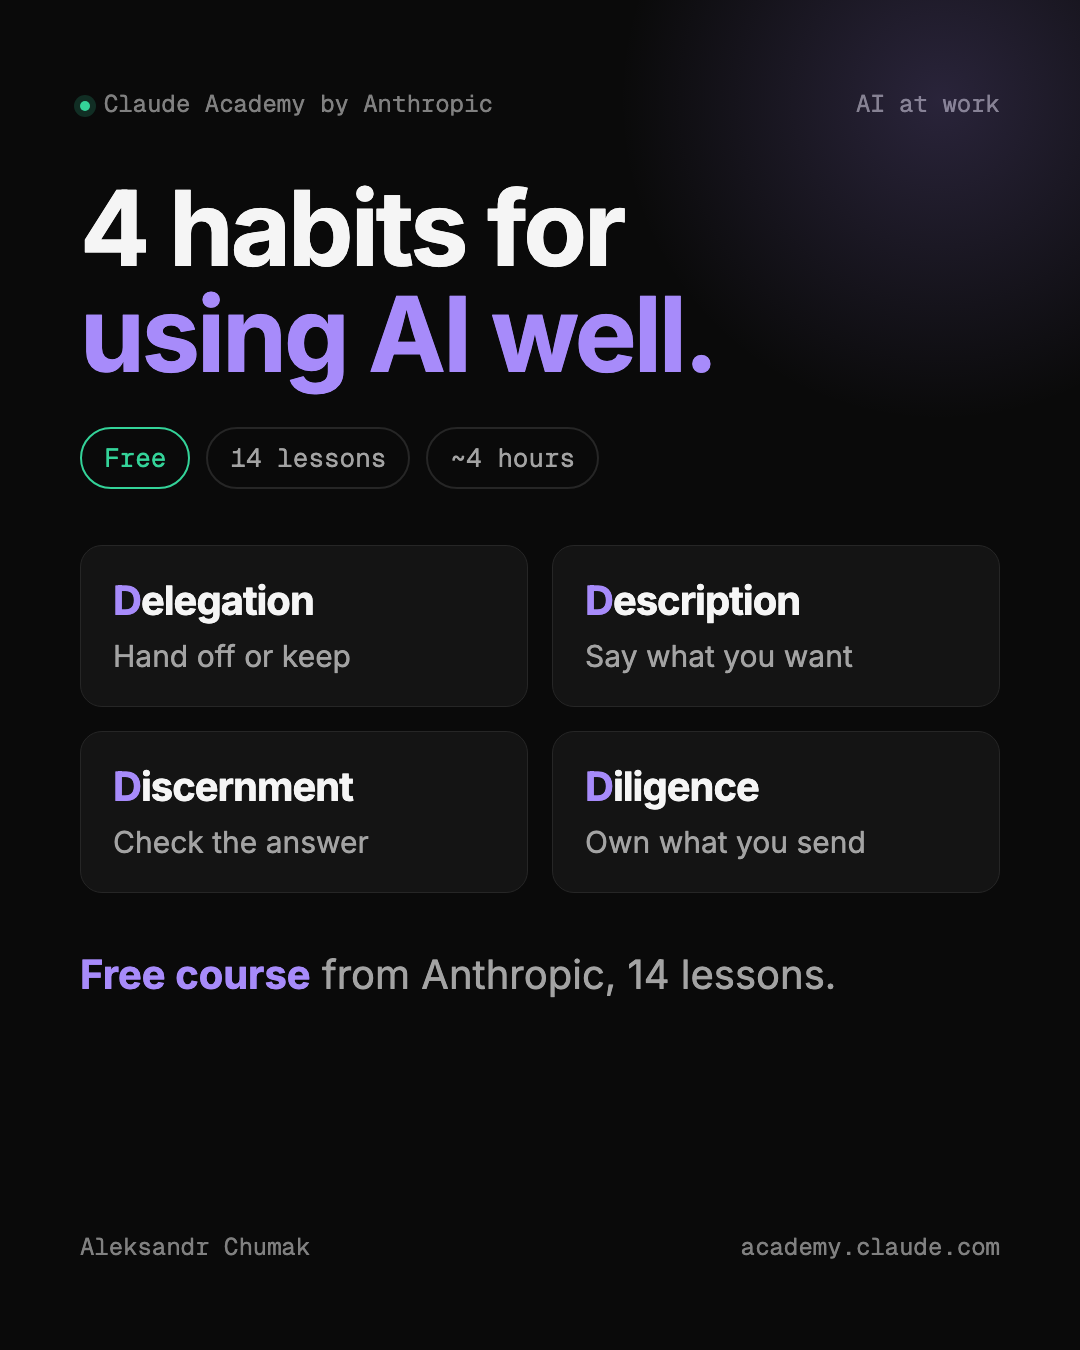 Claude Academy by Anthropic
AI at work
4 habits for
using AI well.
Free
14 lessons
~4 hours
Delegation
Hand off or keep
Description
Say what you want
Discernment
Check the answer
Diligence
Own what you send
Free course from Anthropic, 14 lessons.
Aleksandr Chumak
academy.claude.com